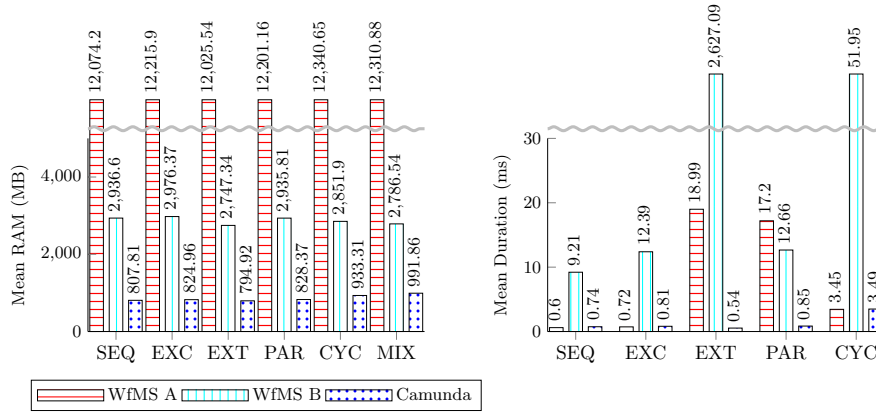 12,074.2 12,215.9 12,025.54 12,201.16 12,340.65 12,310.88
Mean RAM (MB)
4,000
2,000
0
2,936.6 2,976.37 2,747.34 2,935.81 2,851.9 2,786.54
807.81 824.96 794.92 828.37 933.31 991.86
SEQ EXC EXT PAR CYC MIX
2,627.09 51.95
Mean Duration (ms)
30
20
10
0
0.6 9.21 0.74
0.72 12.39 0.81
18.99 0.54
17.2 12.66 0.85
3.45 3.49
SEQ EXC EXT PAR CYC
WfMS A WfMS B Camunda